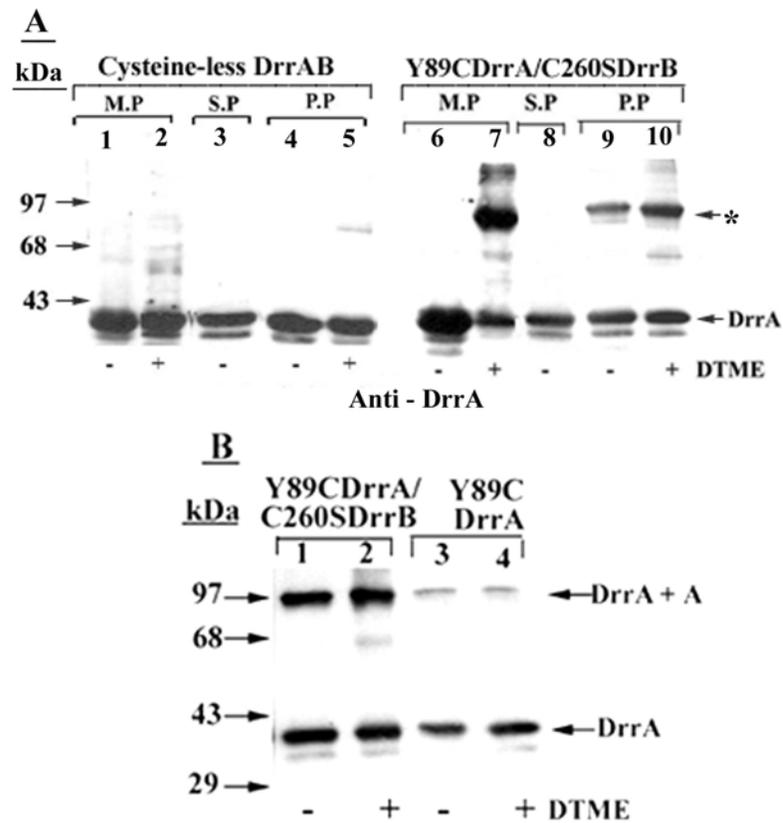 A
kDa Cysteine-less DrrAB Y89CDrrA/C260SDrrB
M.P S.P P.P M.P S.P P.P
1 2 3 4 5 6 7 8 9 10
97
68
43
*
DrrA
- + - - + - + - - + DTME
Anti - DrrA
B
kDa Y89CDrrA/ Y89C
C260SDrrB DrrA
1 2 3 4
97 DrrA + A
68
43 DrrA
29
- + - + DTME